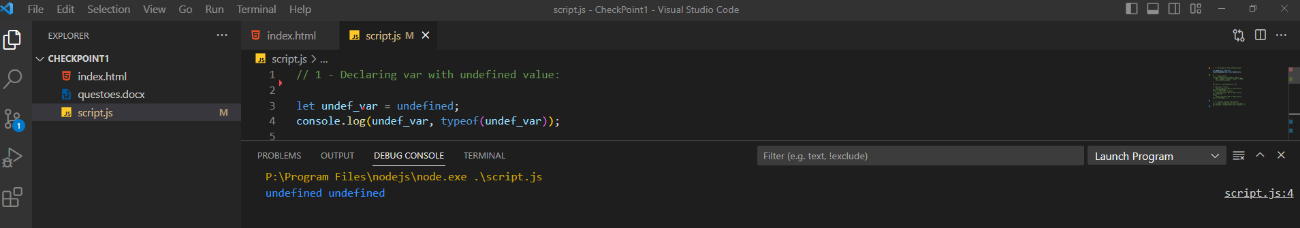 File Edit Selection View Go Run Terminal Help
script.js - CheckPoint1 - Visual Studio Code
EXPLORER
CHECKPOINT1
index.html
questoes.docx
script.js M
1
index.html
script.js M
script.js > ...
1 // 1 - Declaring var with undefined value:
2
3 let undef_var = undefined;
4 console.log(undef_var, typeof(undef_var));
5
PROBLEMS OUTPUT DEBUG CONSOLE TERMINAL
Filter (e.g. text, !exclude)
Launch Program
P:\Program Files\nodejs\node.exe .\script.js
undefined undefined script.js:4